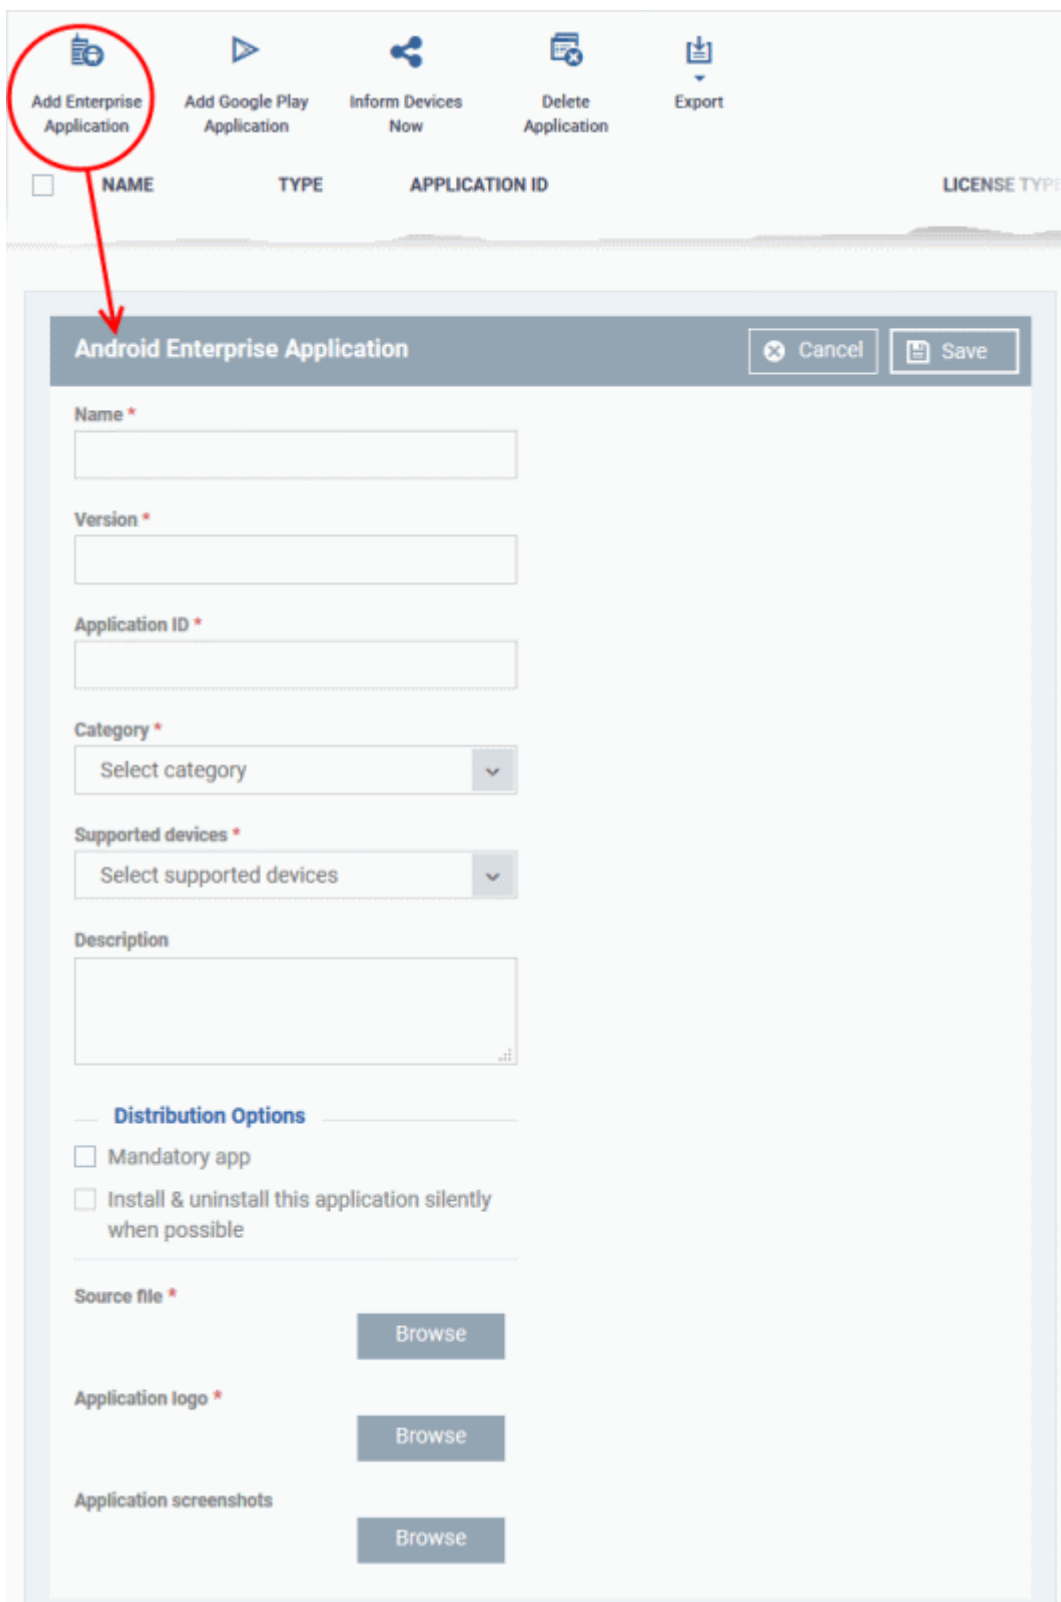 Add Enterprise Application
Add Google Play Application
Inform Devices Now
Delete Application
Export
NAME TYPE APPLICATION ID LICENSE TYPE
Android Enterprise Application Cancel Save
Name *
Version *
Application ID *
Category *
Select category
Supported devices *
Select supported devices
Description
Distribution Options
Mandatory app
Install & uninstall this application silently
when possible
Source file *
Browse
Application logo *
Browse
Application screenshots
Browse